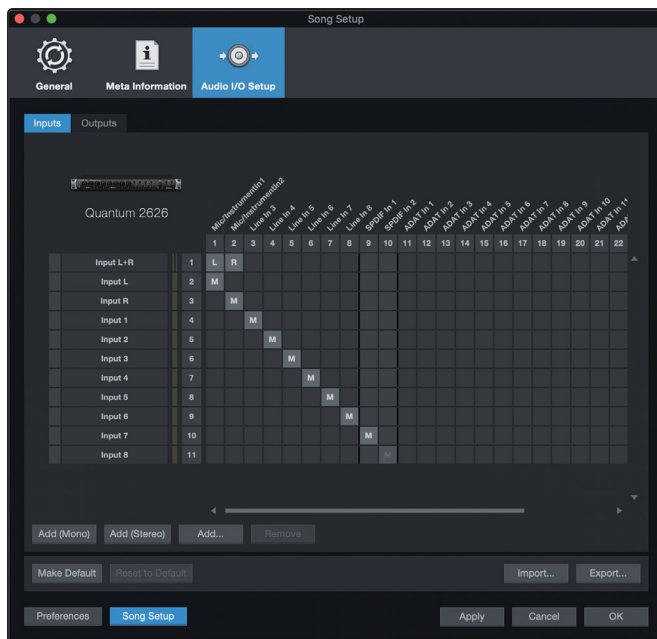 Song Setup
General Meta Information Audio I/O Setup
Inputs Outputs
Quantum 2626
Mic/InstrumentIn1 Mic/InstrumentIn2 Line In 3 Line In 4 Line In 5 Line In 6 Line In 7 Line In 8 SPDIF In 1 SPDIF In 2 ADAT In 1 ADAT In 2 ADAT In 3 ADAT In 4 ADAT In 5 ADAT In 6 ADAT In 7 ADAT In 8 ADAT In 9 ADAT In 10 ADAT In 11 ADA
1 2 3 4 5 6 7 8 9 10 11 12 13 14 15 16 17 18 19 20 21 22
Input L+R 1 L R
Input L 2 M
Input R 3 M
Input 1 4 M
Input 2 5 M
Input 3 6 M
Input 4 7 M
Input 5 8 M
Input 6 9 M
Input 7 10 M
Input 8 11 M
Add (Mono) Add (Stereo) Add... Remove
Make Default Reset to Default Import... Export...
Preferences Song Setup Apply Cancel OK